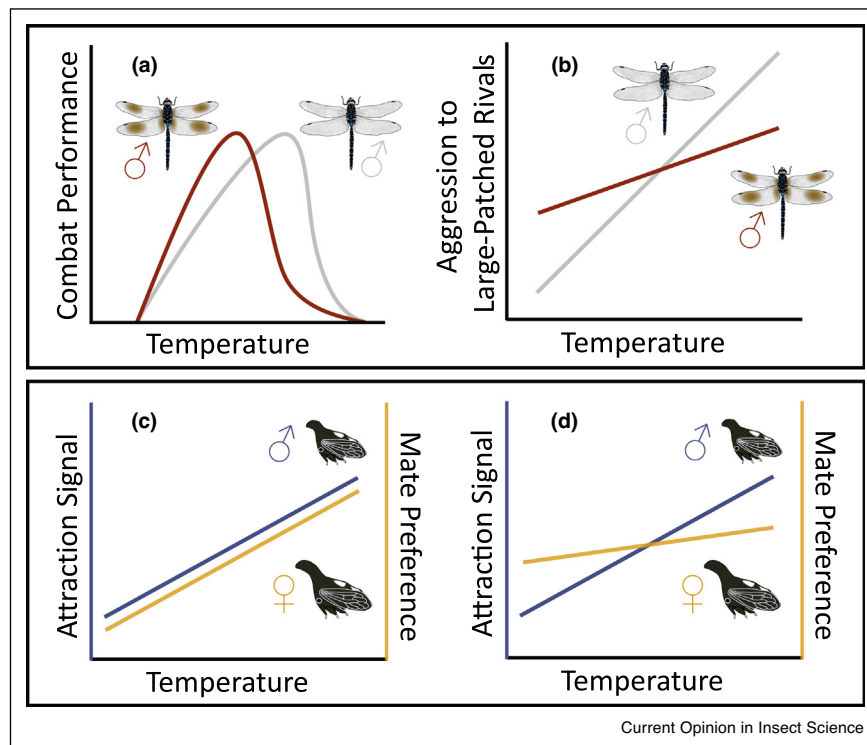 (a)
Combat Performance
♂
♂
Temperature
(b)
Aggression to
Large-Patched Rivals
♂
♂
Temperature
(c)
Attraction Signal
♂
♀
Mate Preference
Temperature
(d)
Attraction Signal
♂
♀
Mate Preference
Temperature
Current Opinion in Insect Science